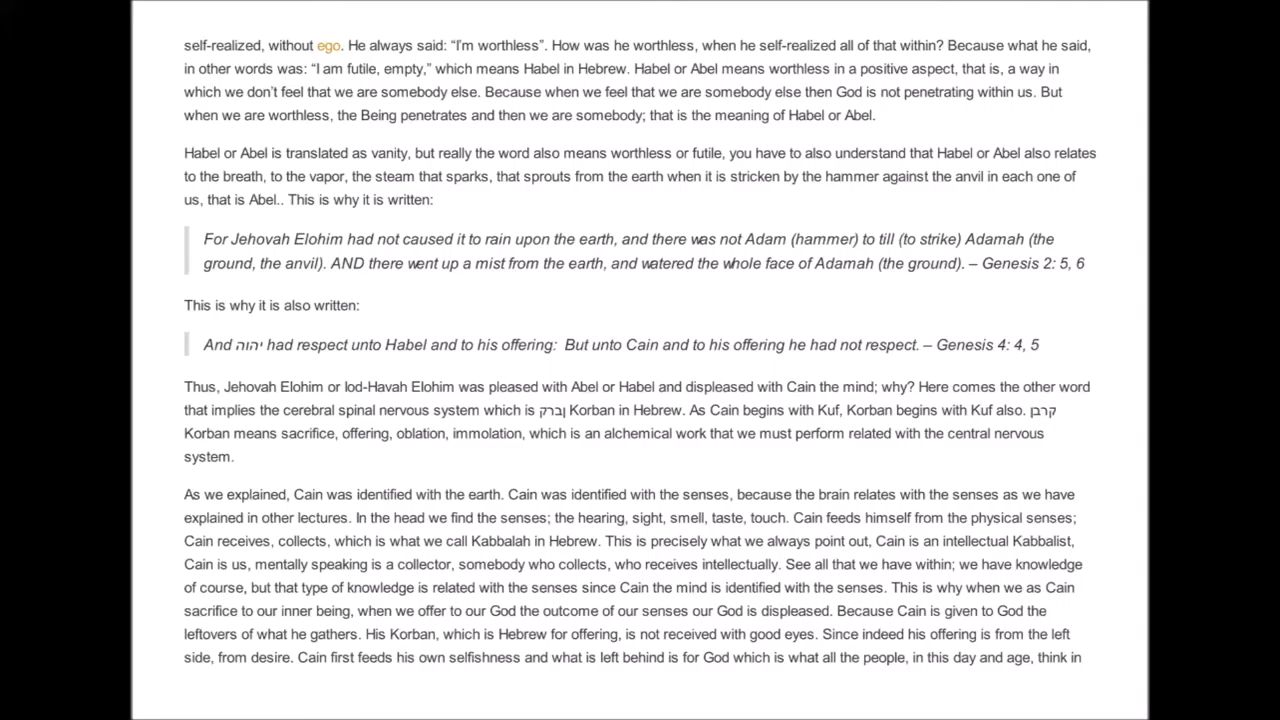 self-realized, without ego. He always said: “I’m worthless”. How was he worthless, when he self-realized all of that within? Because what he said,
in other words was: “I am futile, empty,” which means Habel in Hebrew. Habel or Abel means worthless in a positive aspect, that is, a way in
which we don’t feel that we are somebody else. Because when we feel that we are somebody else then God is not penetrating within us. But
when we are worthless, the Being penetrates and then we are somebody; that is the meaning of Habel or Abel.
Habel or Abel is translated as vanity, but really the word also means worthless or futile, you have to also understand that Habel or Abel also relates
to the breath, to the vapor, the steam that sparks, that sprouts from the earth when it is stricken by the hammer against the anvil in each one of
us, that is Abel.. This is why it is written:
For Jehovah Elohim had not caused it to rain upon the earth, and there was not Adam (hammer) to till (to strike) Adamah (the
ground, the anvil). AND there went up a mist from the earth, and watered the whole face of Adamah (the ground). – Genesis 2: 5, 6
This is why it is also written:
And יהוה had respect unto Habel and to his offering: But unto Cain and to his offering he had not respect. – Genesis 4: 4, 5
Thus, Jehovah Elohim or Iod-Havah Elohim was pleased with Abel or Habel and displeased with Cain the mind; why? Here comes the other word
that implies the cerebral spinal nervous system which is ןברק Korban in Hebrew. As Cain begins with Kuf, Korban begins with Kuf also. קרבן
Korban means sacrifice, offering, oblation, immolation, which is an alchemical work that we must perform related with the central nervous
system.
As we explained, Cain was identified with the earth. Cain was identified with the senses, because the brain relates with the senses as we have
explained in other lectures. In the head we find the senses; the hearing, sight, smell, taste, touch. Cain feeds himself from the physical senses;
Cain receives, collects, which is what we call Kabbalah in Hebrew. This is precisely what we always point out, Cain is an intellectual Kabbalist,
Cain is us, mentally speaking is a collector, somebody who collects, who receives intellectually. See all that we have within; we have knowledge
of course, but that type of knowledge is related with the senses since Cain the mind is identified with the senses. This is why when we as Cain
sacrifice to our inner being, when we offer to our God the outcome of our senses our God is displeased. Because Cain is given to God the
leftovers of what he gathers. His Korban, which is Hebrew for offering, is not received with good eyes. Since indeed his offering is from the left
side, from desire. Cain first feeds his own selfishness and what is left behind is for God which is what all the people, in this day and age, think in